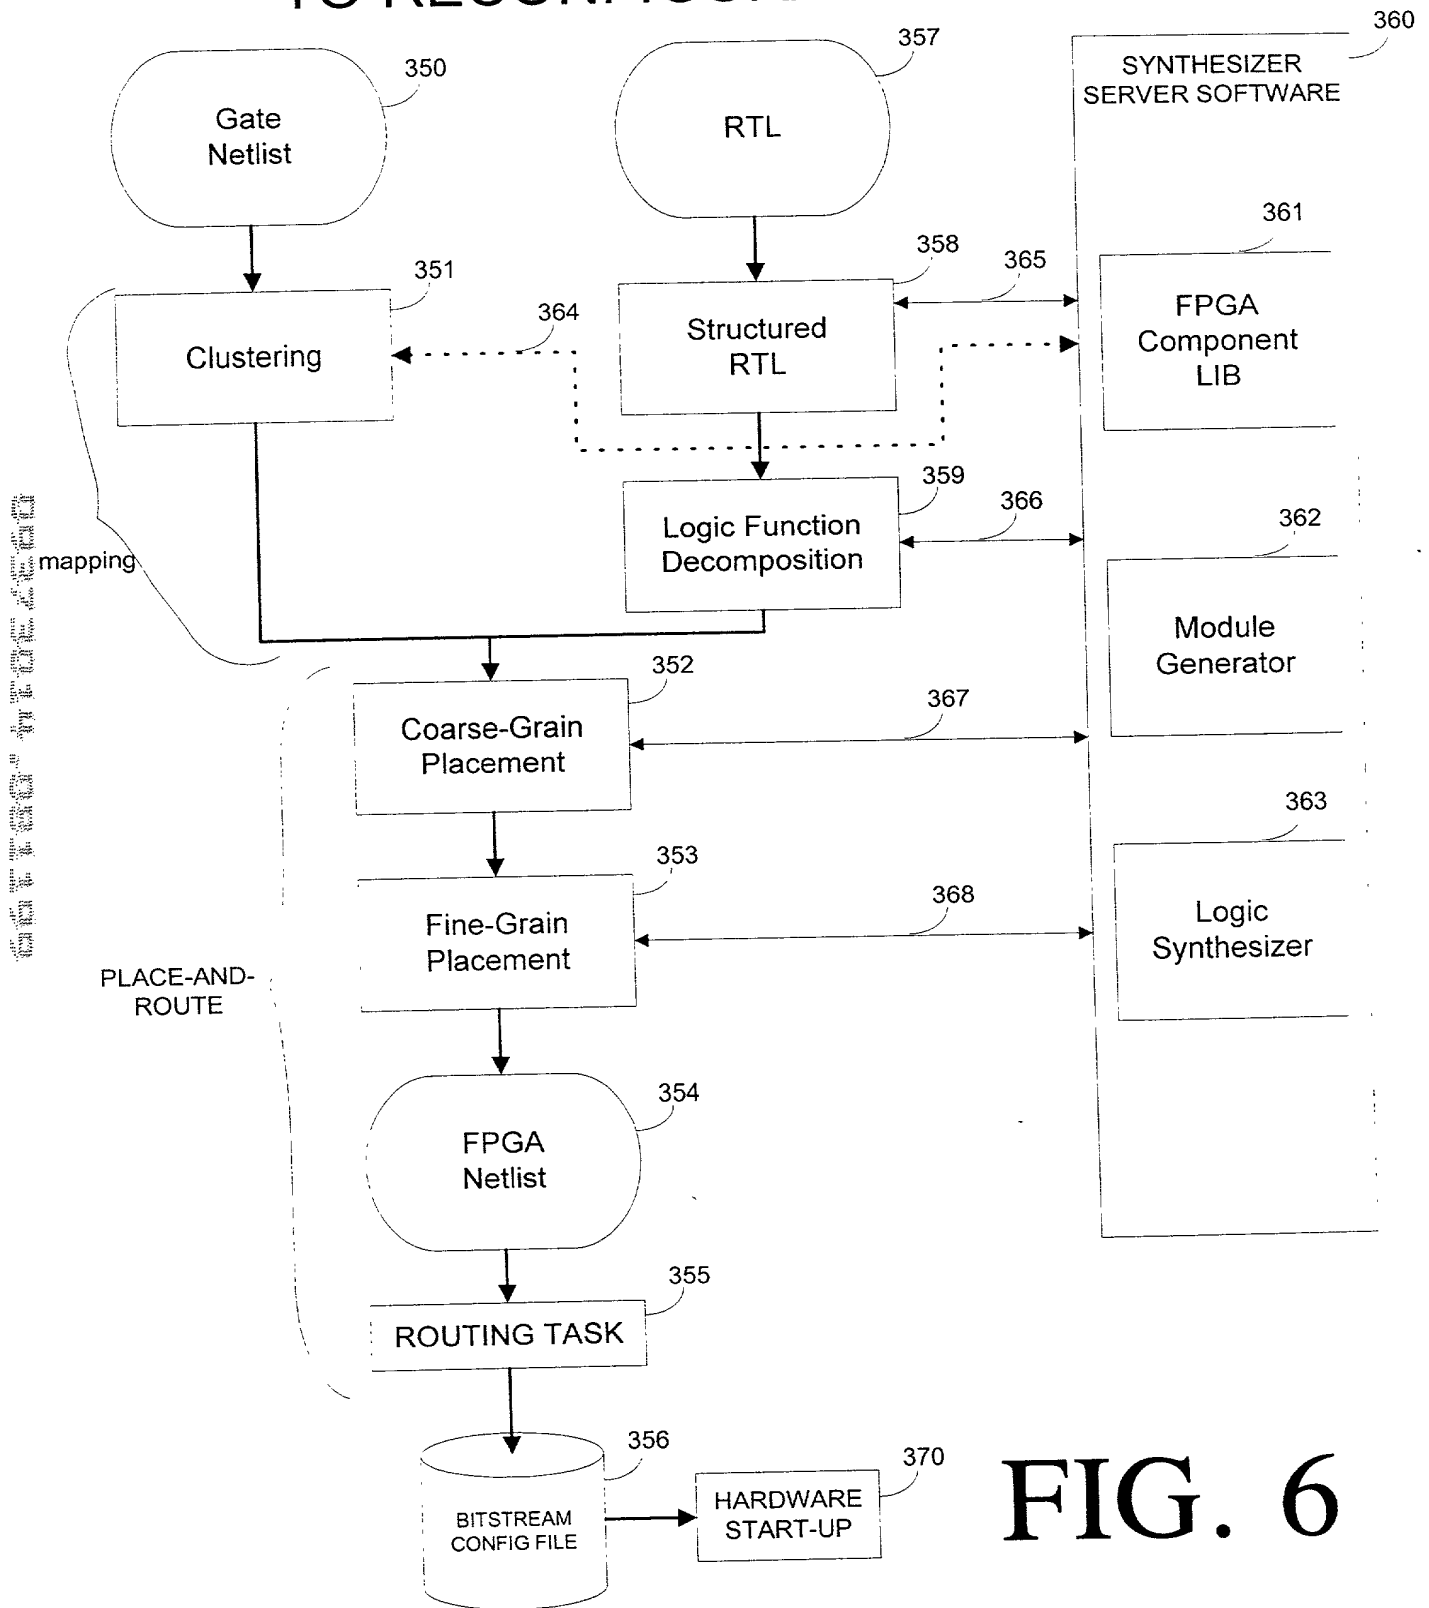 350
Gate
Netlist
357
RTL
360
SYNTHESIZER
SERVER SOFTWARE
351
Clustering
364
358
Structured
RTL
365
361
FPGA
Component
LIB
mapping
359
Logic Function
Decomposition
366
362
Module
Generator
352
Coarse-Grain
Placement
367
353
Fine-Grain
Placement
368
363
Logic
Synthesizer
PLACE-AND-
ROUTE
354
FPGA
Netlist
355
ROUTING TASK
356
BITSTREAM
CONFIG FILE
370
HARDWARE
START-UP
FIG. 6